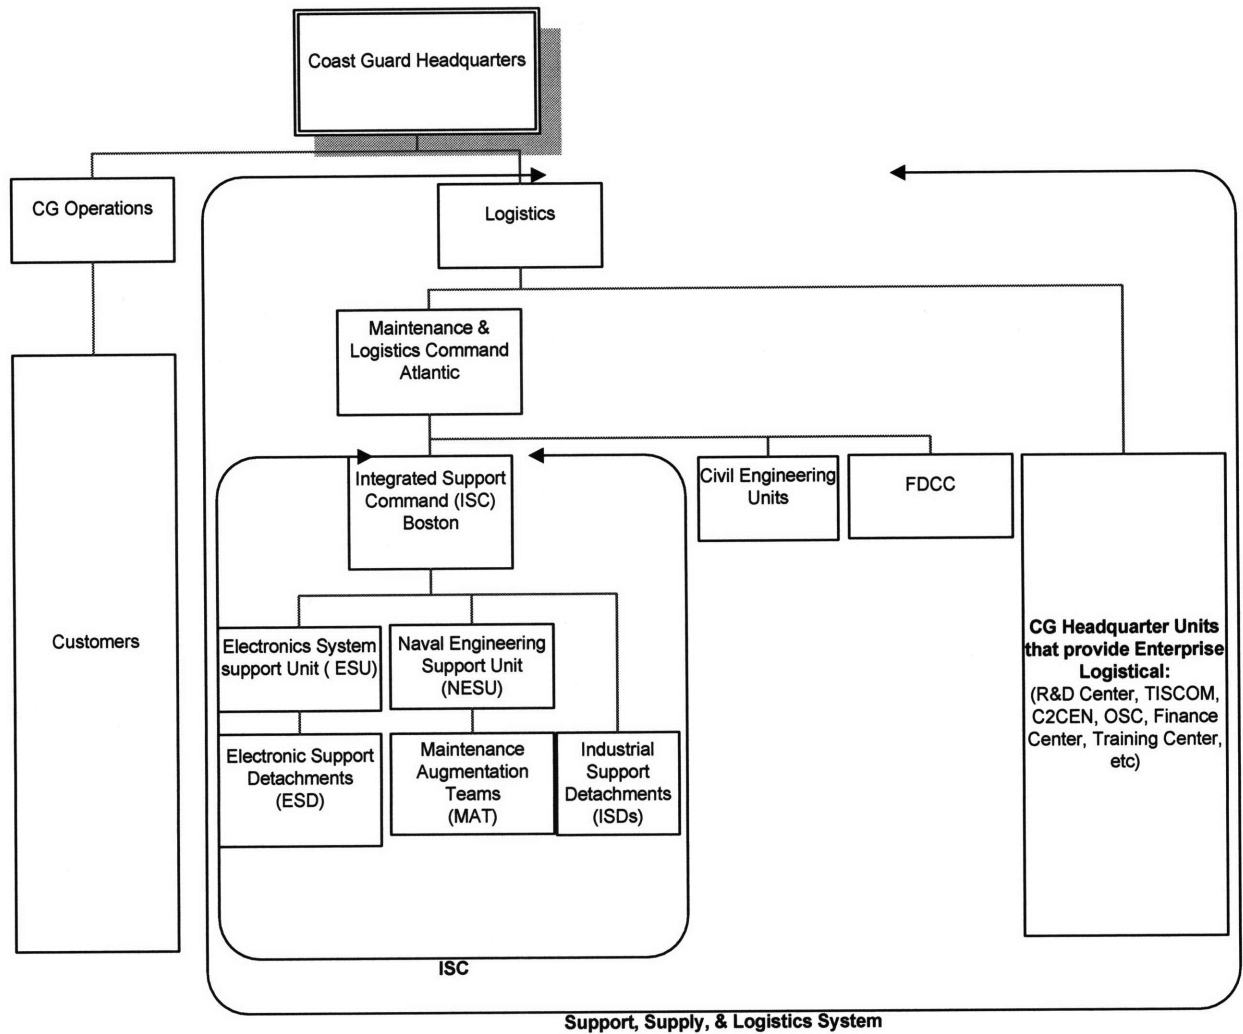 Coast Guard Headquarters
CG Operations
Logistics
Maintenance &
Logistics Command
Atlantic
Integrated Support
Command (ISC)
Boston
Civil Engineering
Units
FDCC
Customers
Electronics System
support Unit ( ESU)
Naval Engineering
Support Unit
(NESU)
CG Headquarter Units
that provide Enterprise
Logistical:
(R&D Center, TISCOM,
C2CEN, OSC, Finance
Center, Training Center,
etc)
Electronic Support
Detachments
(ESD)
Maintenance
Augmentation
Teams
(MAT)
Industrial
Support
Detachments
(ISDs)
ISC
Support, Supply, & Logistics System